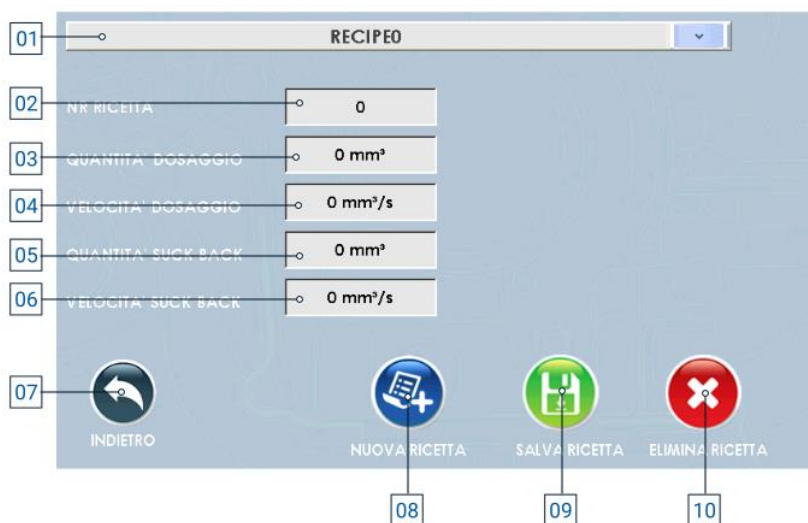 01 RECIPE0
02 NR RICETTA 0
03 QUANTITA' DOSAGGIO 0 mm³
04 VELOCITA' DOSAGGIO 0 mm³/s
05 QUANTITA' SUCK BACK 0 mm³
06 VELOCITA' SUCK BACK 0 mm³/s
07
INDIETRO NUOVA RICETTA SALVA RICETTA ELIMINA RICETTA
08 09 10